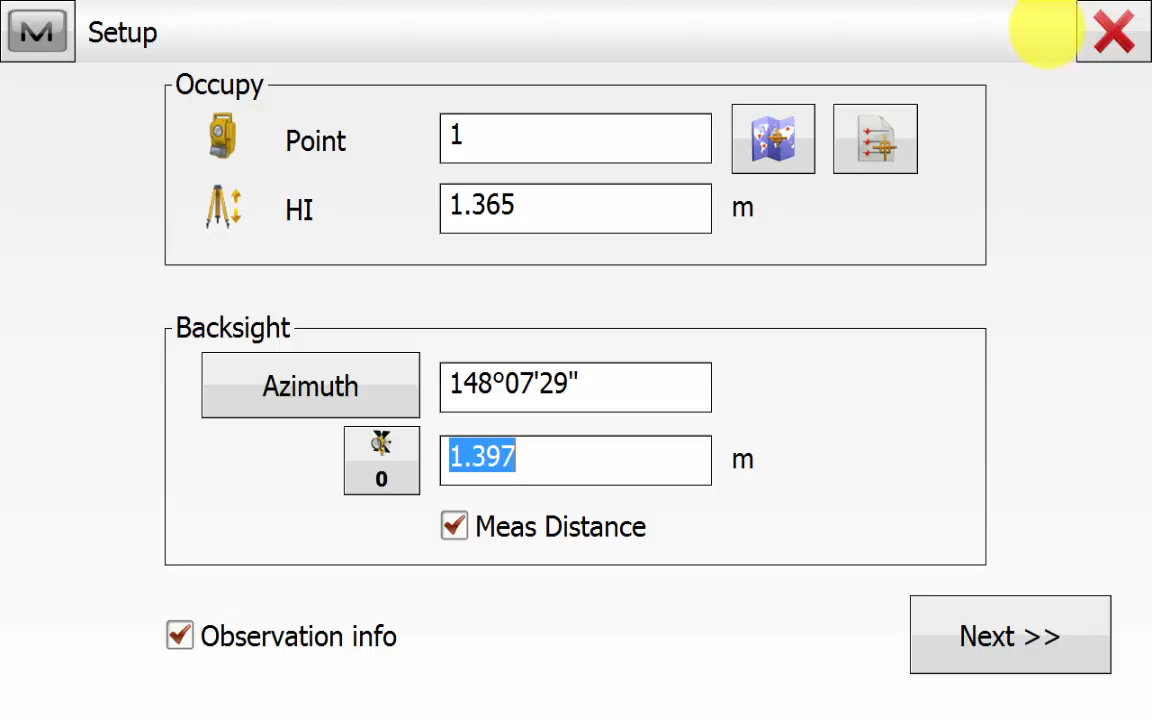 M Setup
Occupy
Point 1
HI 1.365 m
Backsight
Azimuth 148°07'29"
0 1.397 m
Meas Distance
Observation info
Next >>